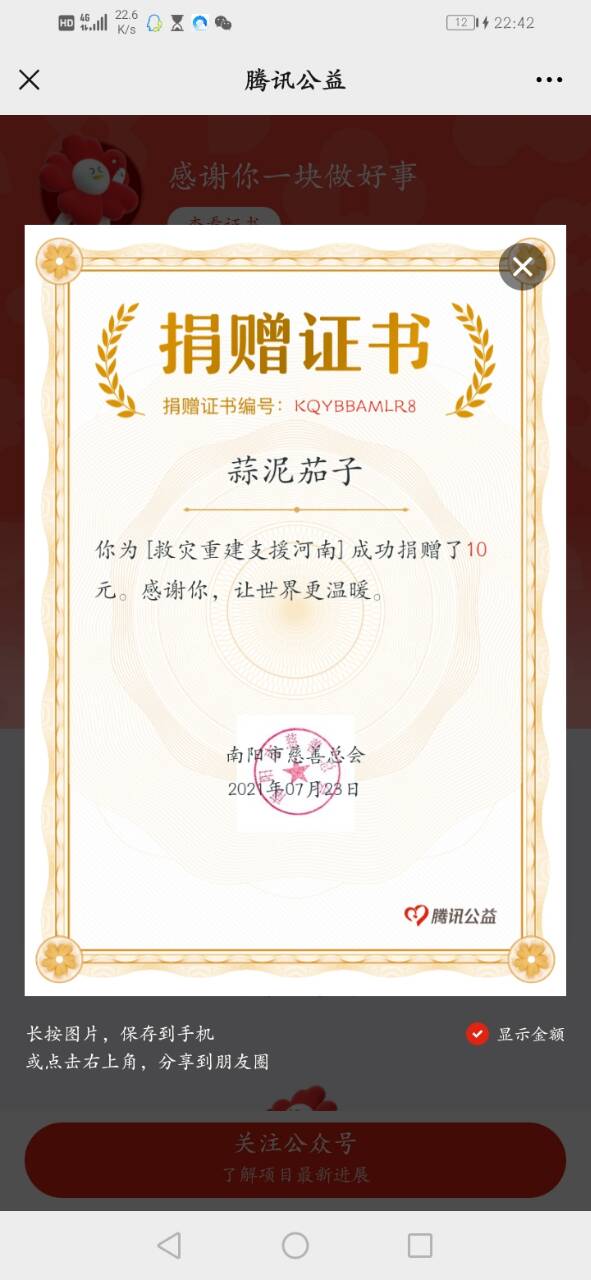 HD 4G 22.6 K/s 12 22:42
腾讯公益
感谢你一块做好事
查看证书
捐赠证书
捐赠证书编号：KQYBBAMLR8
蒜泥茄子
你为[救灾重建支援河南]成功捐赠了10
元。感谢你，让世界更温暖。
南阳市慈善总会
2021年07月23日
腾讯公益
长按图片，保存到手机
或点击右上角，分享到朋友圈
显示金额
关注公众号
了解项目最新进展